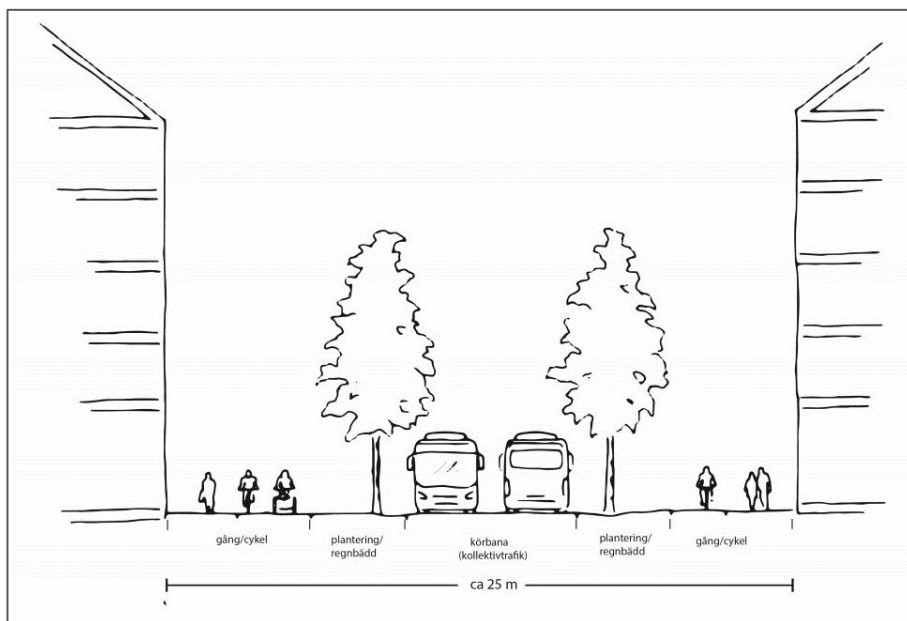 gång/cykel
plantering/
regnbädd
körbana
(kollektivtrafik)
plantering/
regnbädd
gång/cykel
ca 25 m